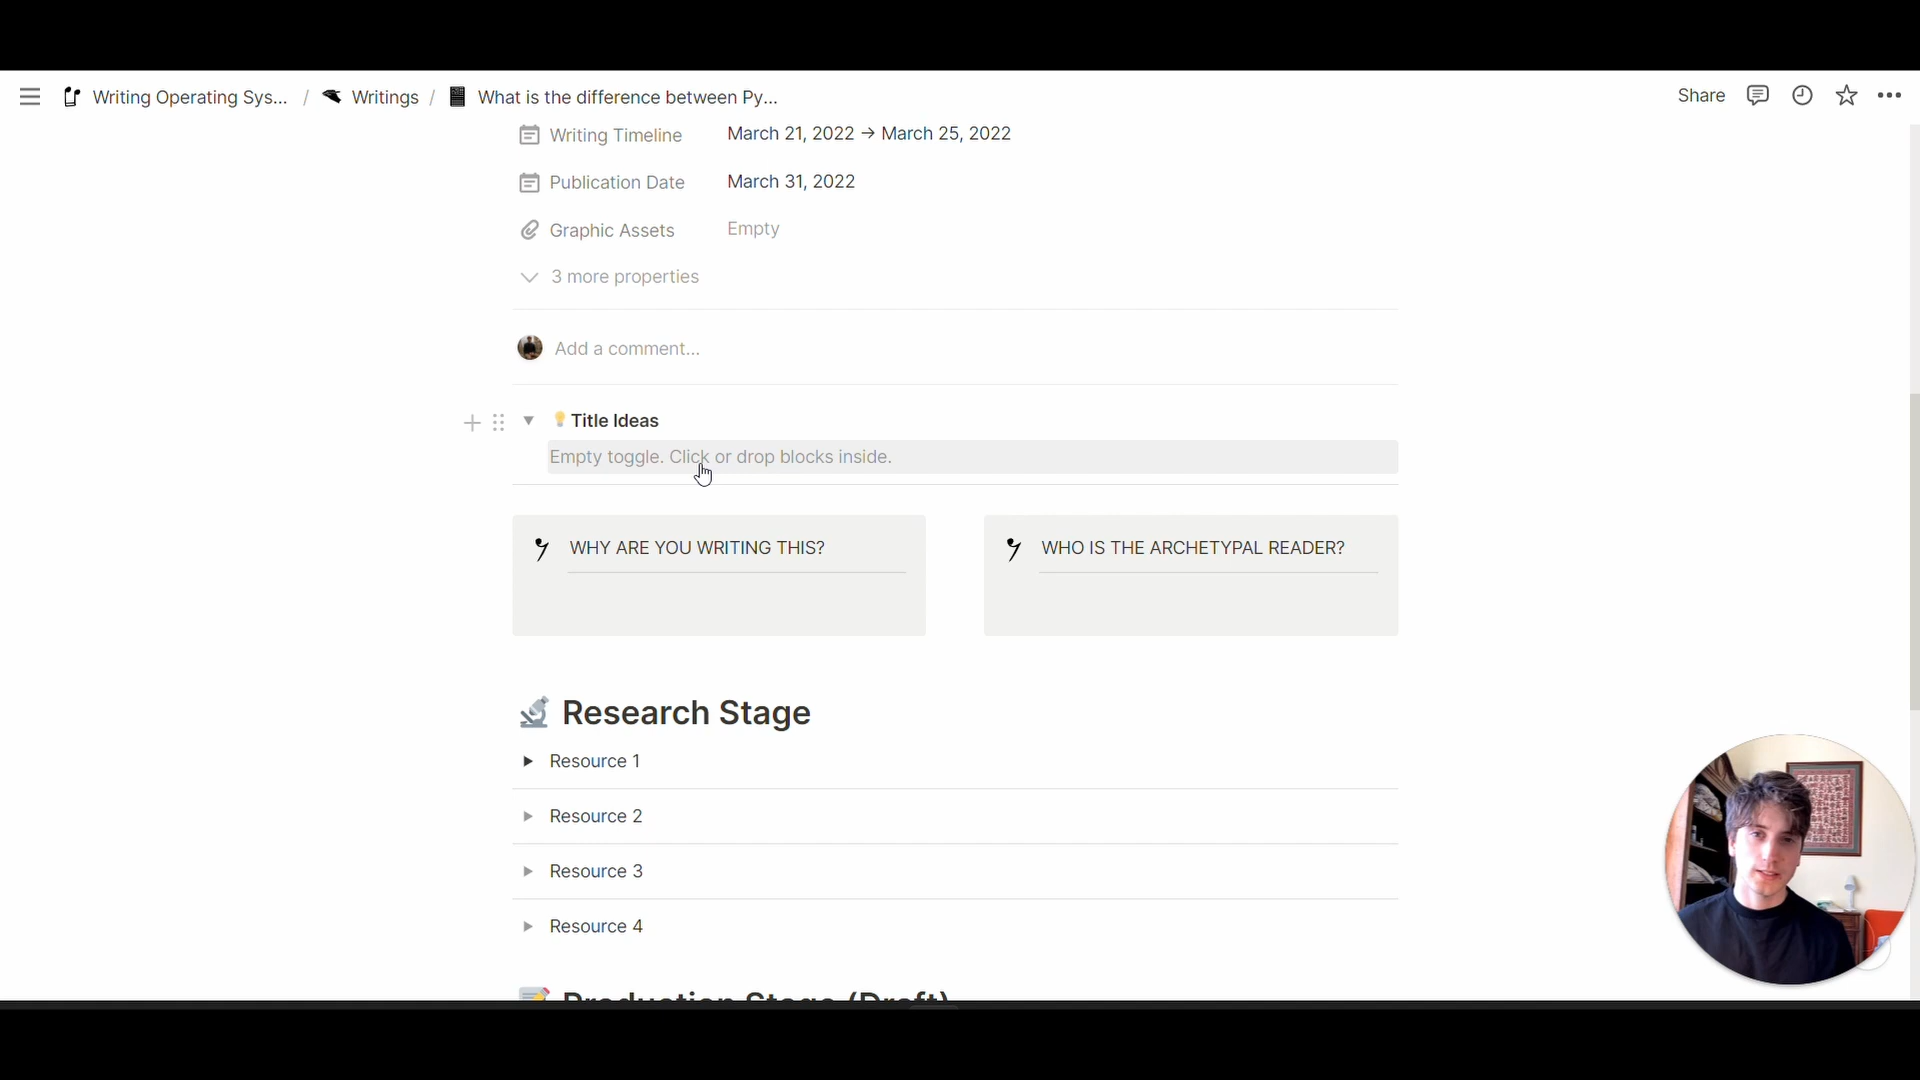 Writing Operating Sys... / Writings / What is the difference between Py...
Share
Writing Timeline March 21, 2022 → March 25, 2022
Publication Date March 31, 2022
Graphic Assets Empty
3 more properties
Add a comment...
Title Ideas
Empty toggle. Click or drop blocks inside.
WHY ARE YOU WRITING THIS?
WHO IS THE ARCHETYPAL READER?
Research Stage
Resource 1
Resource 2
Resource 3
Resource 4
Production Stage (Draft)